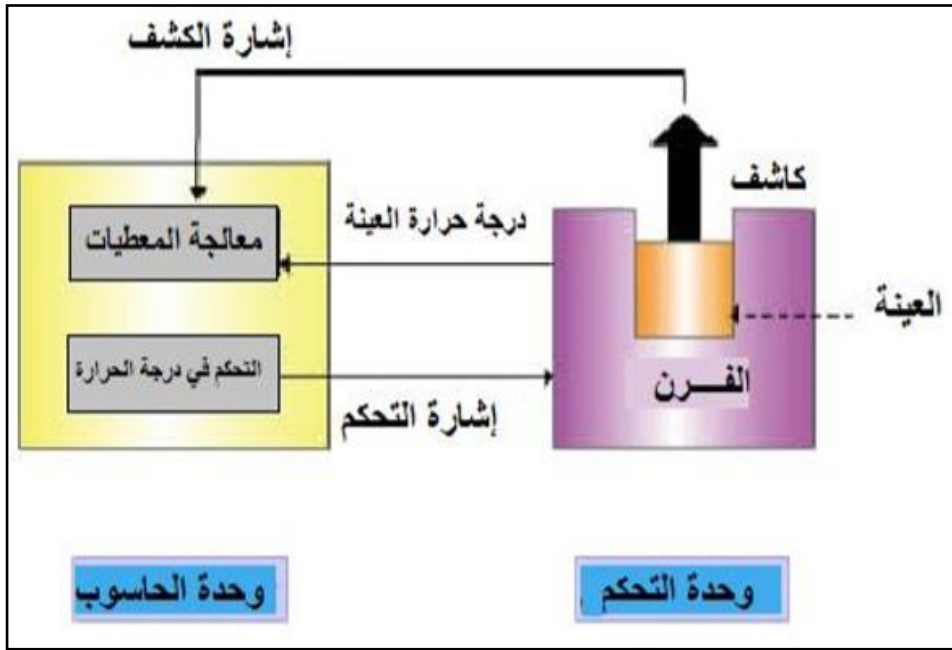 إشارة الكشف
كاشف
درجة حرارة العينة
معالجة المعطيات
العينة
الفـــرن
التحكم في درجة الحرارة
إشارة التحكم
وحدة التحكم
وحدة الحاسوب